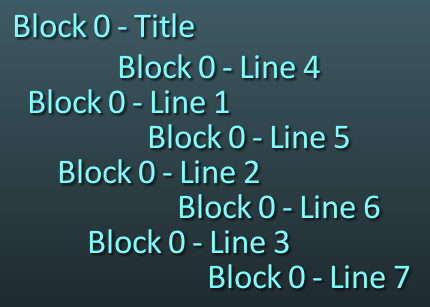 Block 0 - Title
Block 0 - Line 4
Block 0 - Line 1
Block 0 - Line 5
Block 0 - Line 2
Block 0 - Line 6
Block 0 - Line 3
Block 0 - Line 7